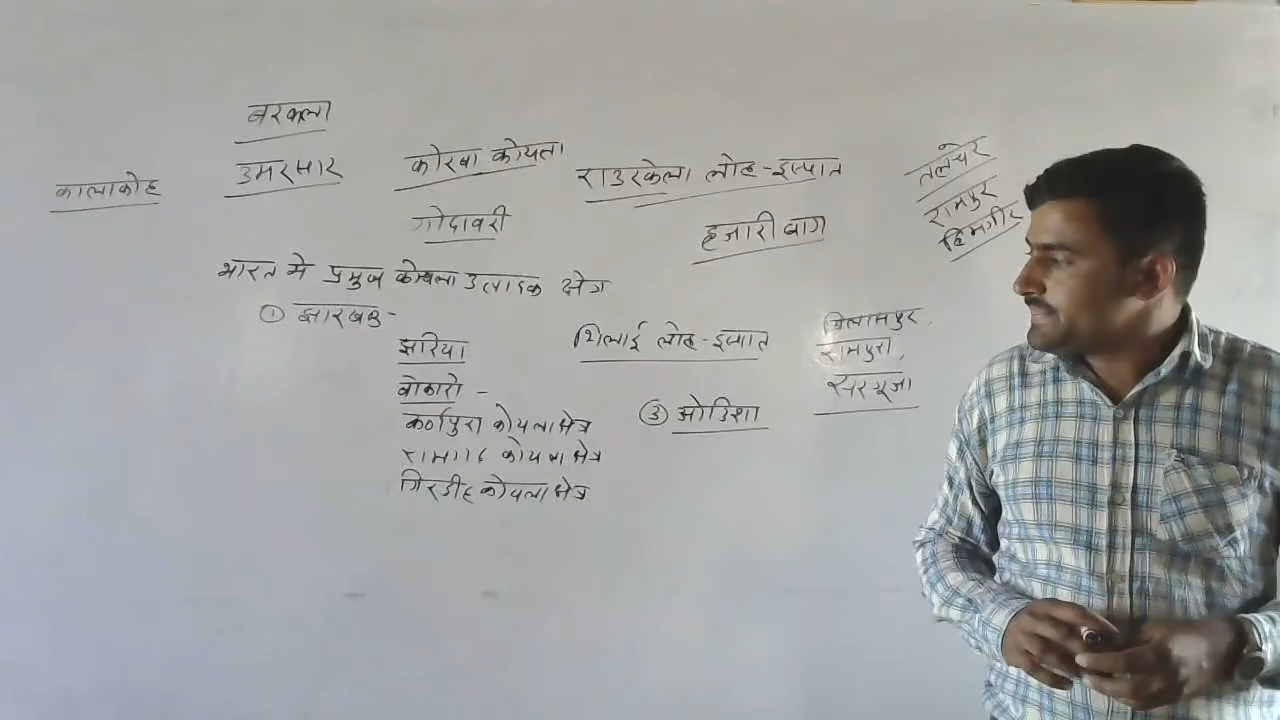 बरकला
उमरसार
कोरबा कोयता
राउरकेला लोह-इस्पात
तलचर
रामपुर
हिमगीर
कालाकोह
गोदावरी
हजारी बाग
भारत मे प्रमुख कोयला उत्पादक क्षेत्र
① झारखंड-
झरिया
बोकारो -
कर्णपुरा कोयला क्षेत्र
रामगढ़ कोयला क्षेत्र
गिरडीह कोयला क्षेत्र
भिलाई लोह-इस्पात
③ ओडिशा
बिलासपुर,
रामपुरा,
सरगूजा